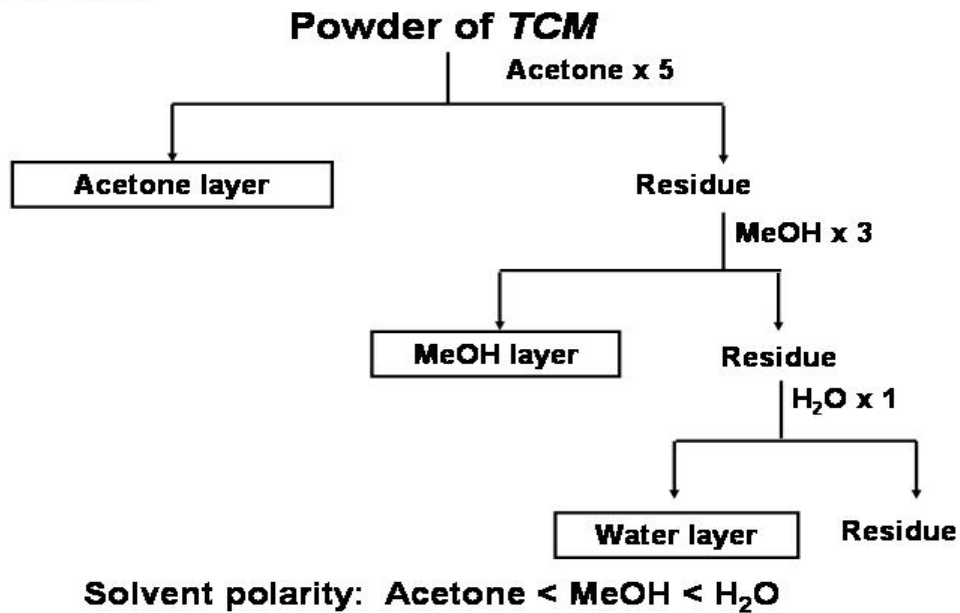 Powder of TCM
Acetone x 5
Acetone layer
Residue
MeOH x 3
MeOH layer
Residue
H₂O x 1
Water layer
Residue
Solvent polarity: Acetone < MeOH < H₂O